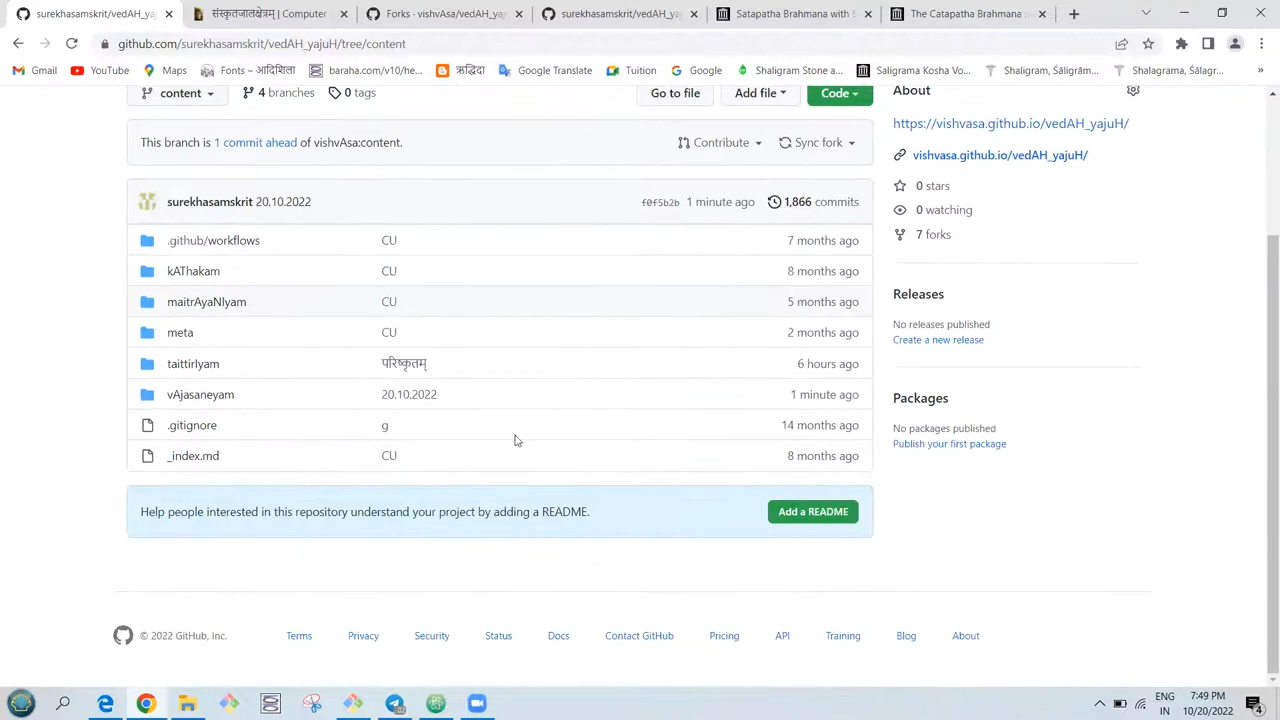 surekhasamskrit/vedAH_ya
संस्कृतजालक्षेत्रम् | Computer
Forks · vishvAsa/vedAH_yaj
surekhasamskrit/vedAH_yaju
Satapatha Brahmana with S
The Catapatha Brahmana
github.com/surekhasamskrit/vedAH_yajuH/tree/content
Gmail
YouTube
Maps
Fonts – आदिशिला
baraha.com/v10/he...
ऋद्धिदा
Google Translate
Tuition
Google
Shaligram Stone a...
Saligrama Kosha Vo...
Shaligram, Śāligrām...
Shalagrama, Śālagr...
»
content
4 branches
0 tags
Go to file
Add file
Code
About
https://vishvasa.github.io/vedAH_yajuH/
This branch is 1 commit ahead of vishvAsa:content.
Contribute
Sync fork
vishvasa.github.io/vedAH_yajuH/
0 stars
surekhasamskrit 20.10.2022
f0f5b2b 1 minute ago
1,866 commits
0 watching
7 forks
.github/workflows CU 7 months ago
kAThakam CU 8 months ago
maitrAyaNIyam CU 5 months ago
Releases
No releases published
Create a new release
meta CU 2 months ago
taittirIyam परिष्कृतम् 6 hours ago
vAjasaneyam 20.10.2022 1 minute ago
Packages
.gitignore g 14 months ago
No packages published
Publish your first package
_index.md CU 8 months ago
Help people interested in this repository understand your project by adding a README.
Add a README
© 2022 GitHub, Inc.
Terms
Privacy
Security
Status
Docs
Contact GitHub
Pricing
API
Training
Blog
About
ENG
IN
7:49 PM
10/20/2022
4